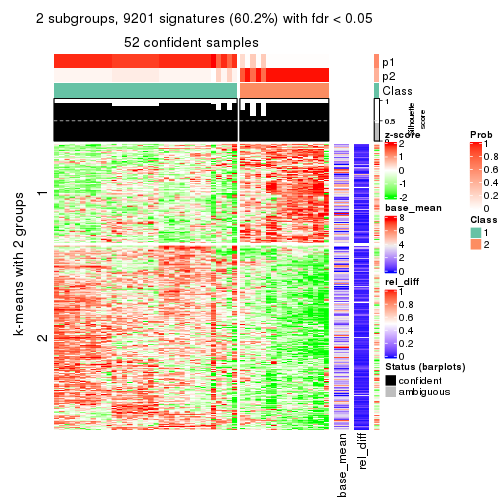 2 subgroups, 9201 signatures (60.2%) with fdr < 0.05
52 confident samples
p1
p2
Class
1
0.5
0
Silhouette
score
k-means with 2 groups
1
2
base_mean
rel_diff
z-score
2
1
0
-1
-2
base_mean
8
6
4
2
0
rel_diff
1
0.8
0.6
0.4
0.2
0
Status (barplots)
confident
ambiguous
Prob
1
0.8
0.6
0.4
0.2
0
Class
1
2